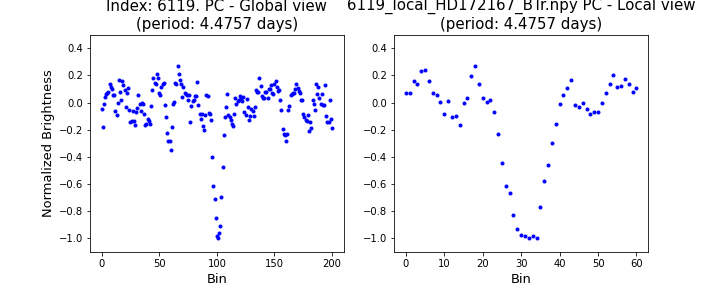 Index: 6119. PC - Global view
(period: 4.4757 days)
6119_local_HD172167_BTr.npy PC - Local view
(period: 4.4757 days)
Normalized Brightness
0.4
0.2
0.0
−0.2
−0.4
−0.6
−0.8
−1.0
0 50 100 150 200
Bin
0.4
0.2
0.0
−0.2
−0.4
−0.6
−0.8
−1.0
0 10 20 30 40 50 60
Bin